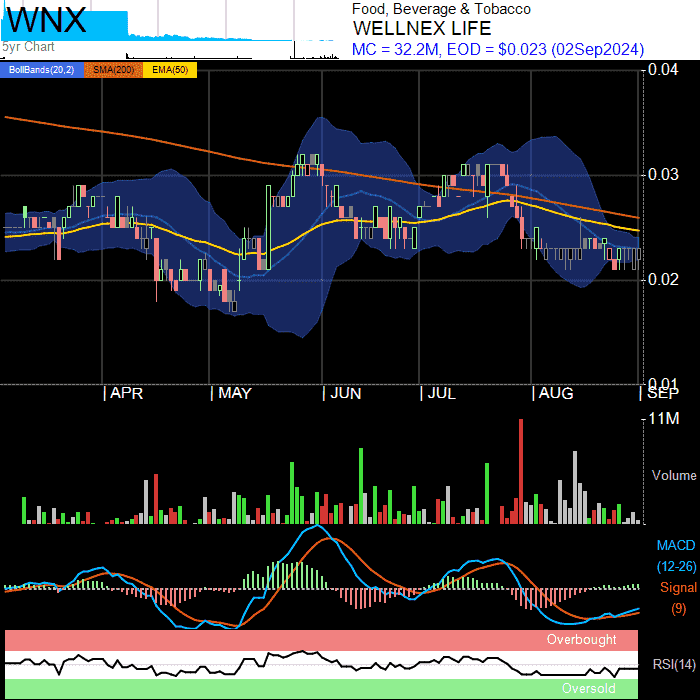 WNX
5yr Chart
Food, Beverage & Tobacco
WELLNEX LIFE
MC = 32.2M, EOD = $0.023 (02Sep2024)
BollBands(20,2) SMA(200) EMA(50)
0.04
0.03
0.02
0.01
APR MAY JUN JUL AUG SEP
11M
Volume
MACD
(12-26)
Signal
(9)
Overbought
RSI(14)
Oversold